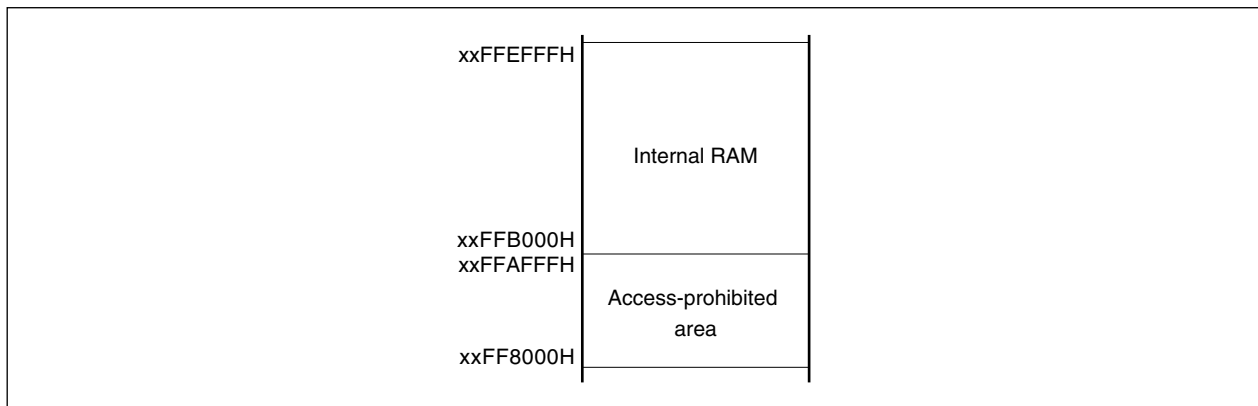 xxFFEFFFH
Internal RAM
xxFFB000H
xxFFAFFFH
Access-prohibited
area
xxFF8000H